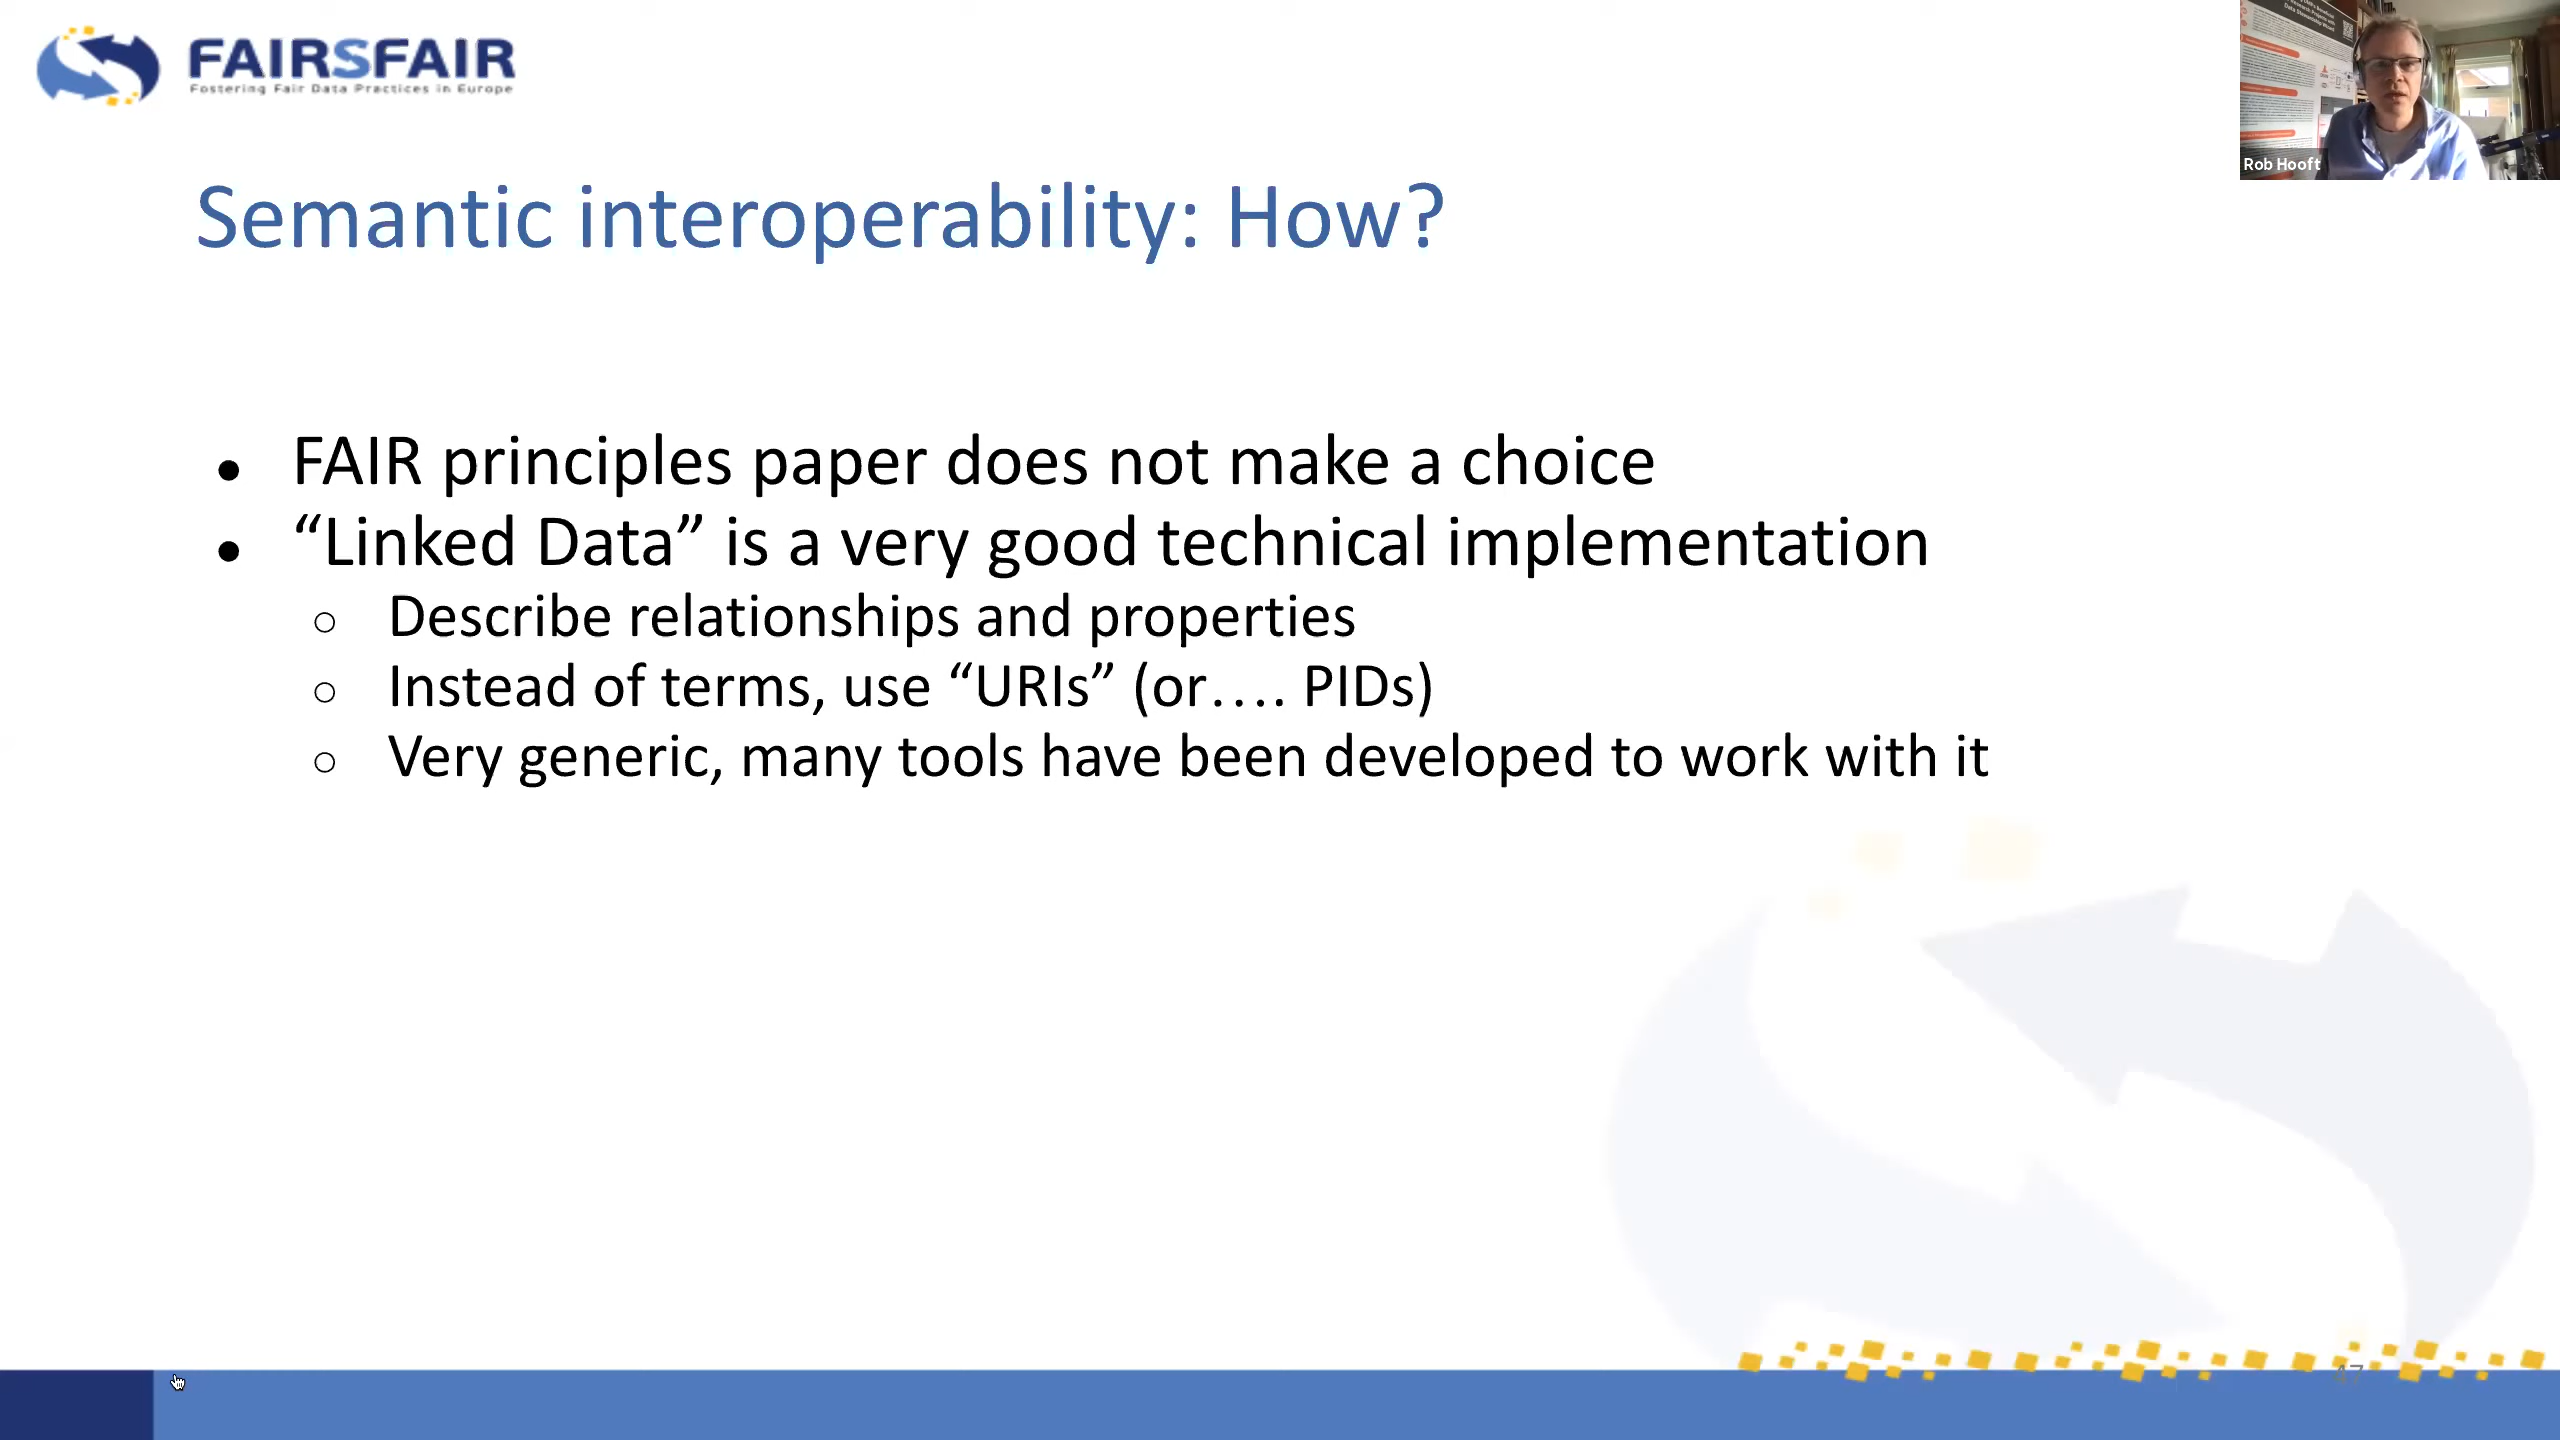 FAIRSFAIR
Fostering Fair Data Practices in Europe
Rob Hooft
Semantic interoperability: How?
● FAIR principles paper does not make a choice
● “Linked Data” is a very good technical implementation
○ Describe relationships and properties
○ Instead of terms, use “URIs” (or…. PIDs)
○ Very generic, many tools have been developed to work with it
47